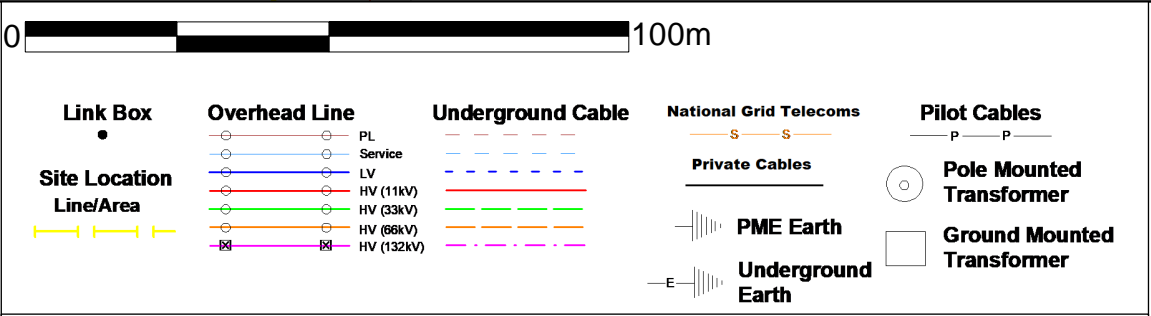 0 100m
Link Box
Overhead Line
Underground Cable
National Grid Telecoms
Pilot Cables
PL
S S
P P
Service
Private Cables
LV
Site Location
Line/Area
HV (11kV)
HV (33kV)
HV (66kV)
HV (132kV)
Pole Mounted
Transformer
PME Earth
Ground Mounted
Transformer
E
Underground
Earth